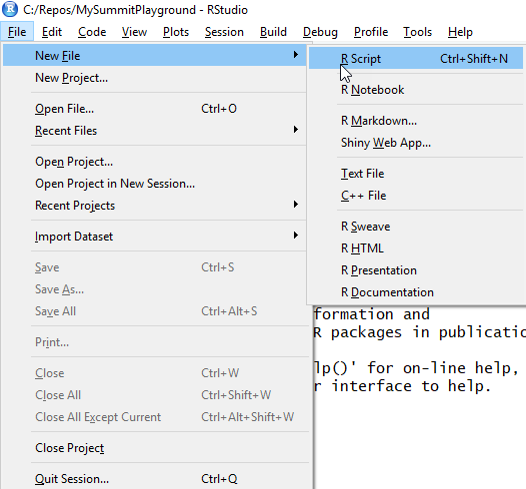 C:/Repos/MySummitPlayground - RStudio
File Edit Code Plots Session Build Debug Profile Tools Help
New File
New Project...
Open File... Ctrl+O
Recent Files
Open Project...
Open Project in New Session...
Recent Projects
Import Dataset
Save Ctrl+S
Save As...
Save All Ctrl+Alt+S
Print...
Close Ctrl+W
Close All Ctrl+Shift+W
Close All Except Current Ctrl+Alt+Shift+W
Close Project
Quit Session... Ctrl+Q
R Script Ctrl+Shift+N
R Notebook
R Markdown...
Shiny Web App...
Text File
C++ File
R Sweave
R HTML
R Presentation
R Documentation
formation and
R packages in publicatio
lp()' for on-line help,
r interface to help.